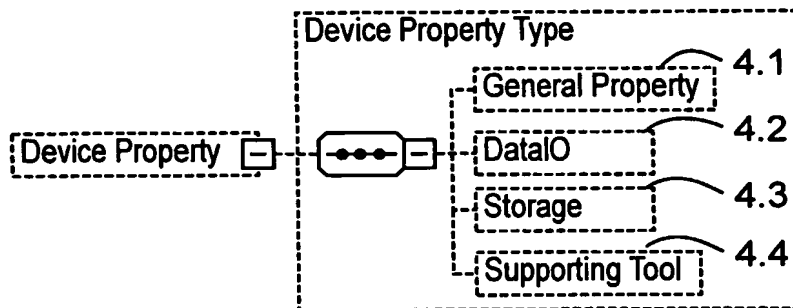 Device Property Type
4.1
General Property
4.2
Device Property
DataIO
4.3
Storage
4.4
Supporting Tool